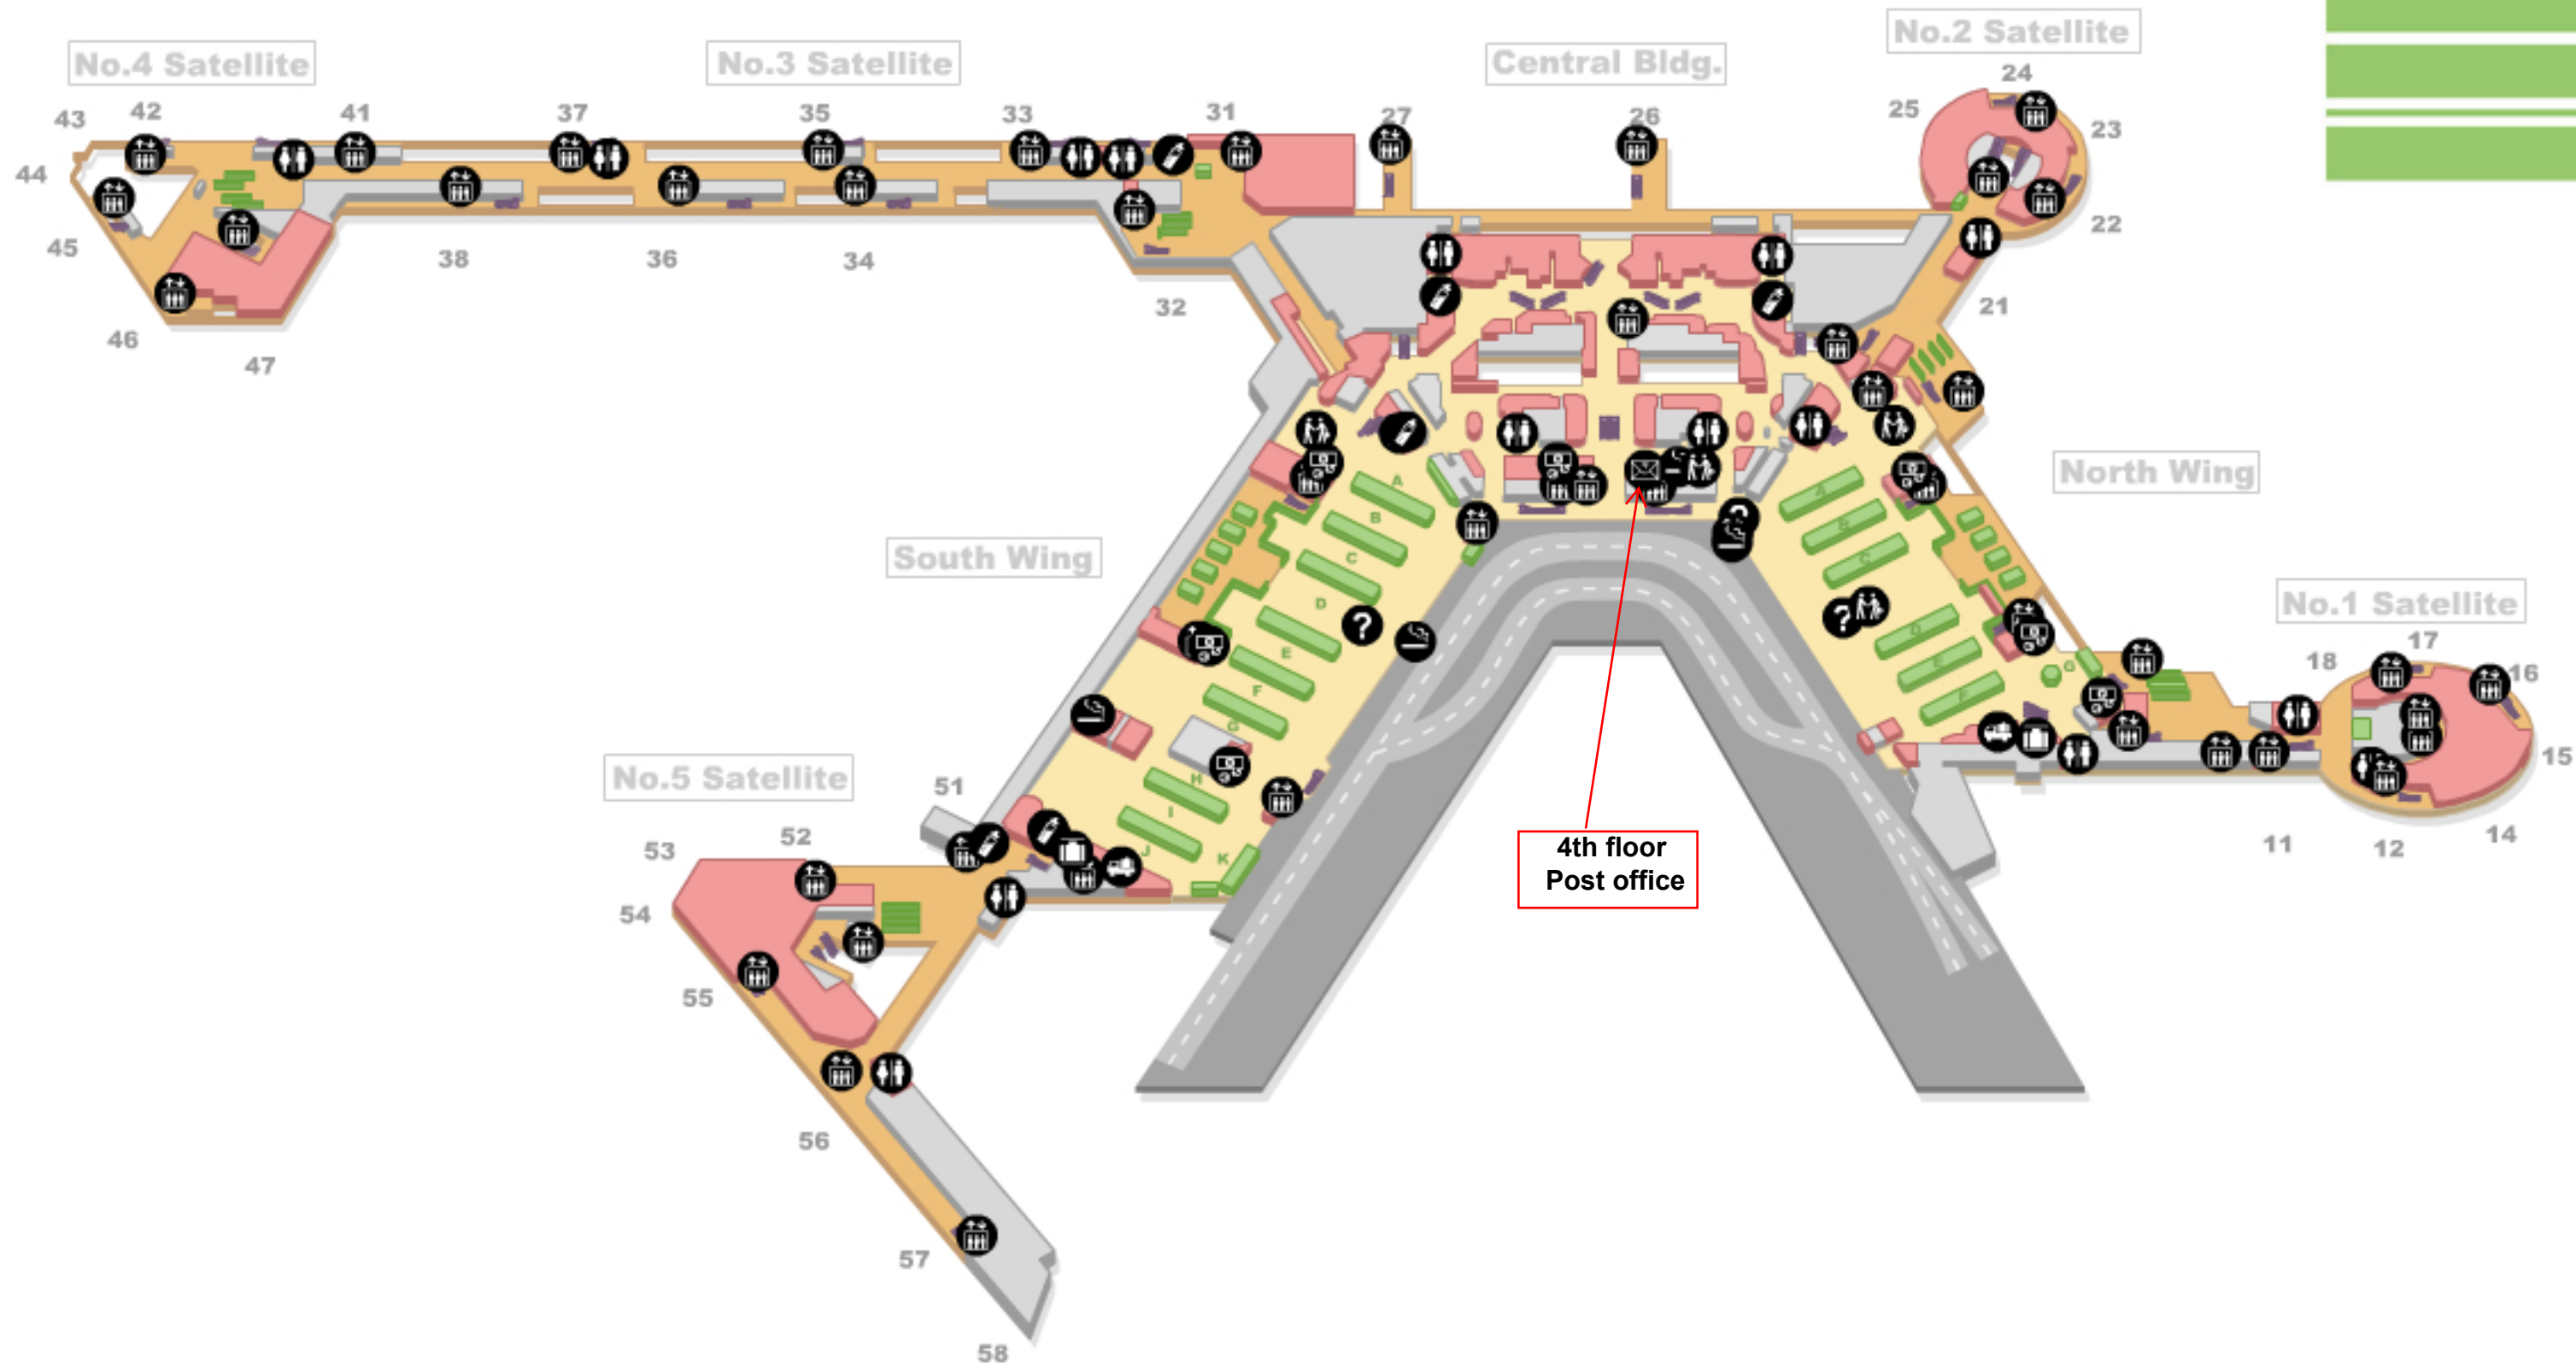 No.4 Satellite
No.3 Satellite
Central Bldg.
No.2 Satellite
43
42
41
37
35
33
31
27
26
25
24
23
22
21
44
45
46
47
38
36
34
32
North Wing
South Wing
A
B
C
D
E
F
G
H
I
J
K
A
B
C
D
E
F
G
No.1 Satellite
18
17
16
15
14
12
11
No.5 Satellite
51
52
53
54
55
56
57
58
4th floor
Post office